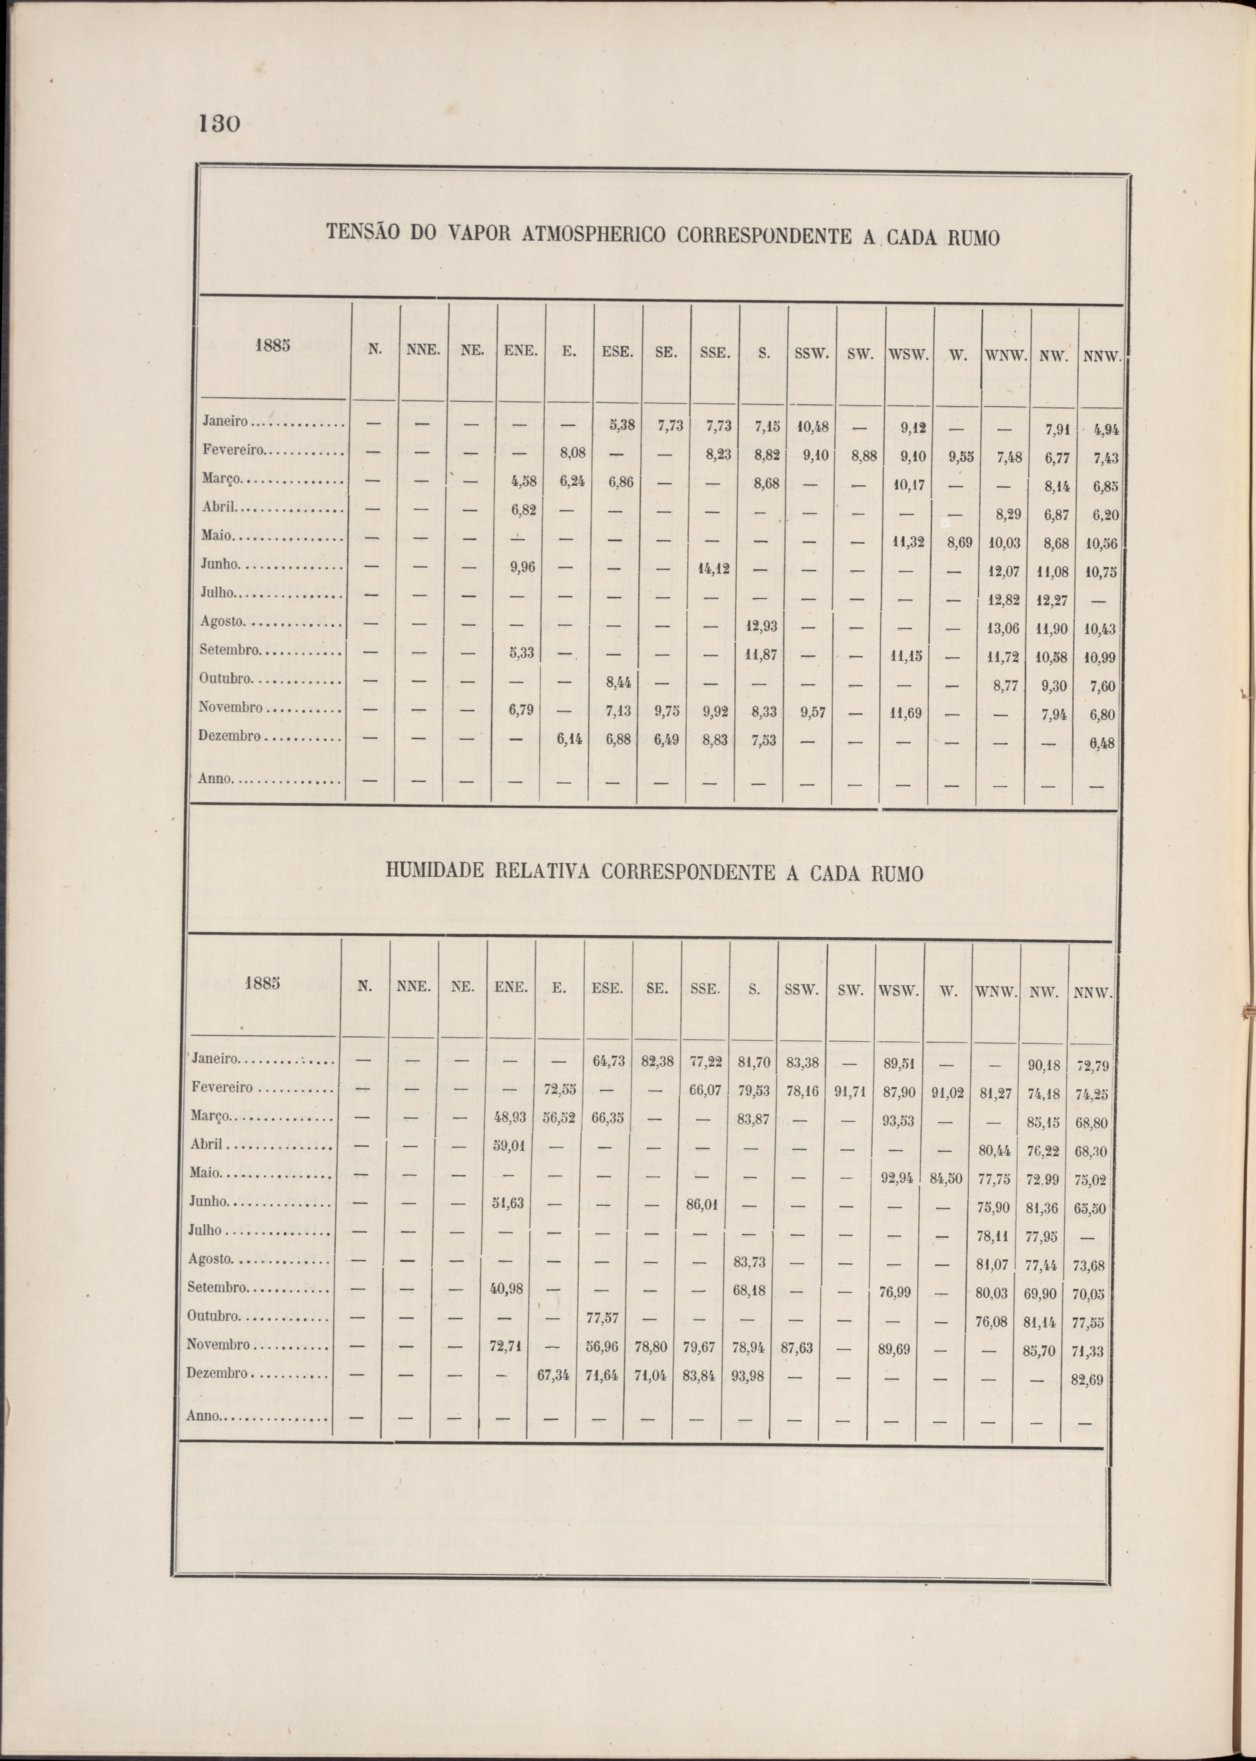 130
TENSÃO DO VAPOR ATMOSPHERICO CORRESPONDENTE A CADA RUMO
1885 N. NNE. NE. ENE. E. ESE. SE. SSE. S. SSW. SW. WSW. W. WNW. NW. NNW.
Janeiro.............. — — — — — 5,38 7,73 7,73 7,15 10,48 — 9,12 — — 7,91 4,94
Fevereiro............ — — — — 8,08 — — 8,23 8,82 9,10 8,88 9,10 9,55 7,48 6,77 7,43
Março............... — — — 4,58 6,24 6,86 — — 8,68 — — 10,17 — — 8,14 6,85
Abril................ — — — 6,82 — — — — — — — — — 8,29 6,87 6,20
Maio................ — — — — — — — — — — — 11,32 8,69 10,03 8,68 10,56
Junho............... — — — 9,96 — — — 14,12 — — — — — 12,07 11,08 10,75
Julho................ — — — — — — — — — — — — — 12,82 12,27 —
Agosto.............. — — — — — — — — 12,93 — — — — 13,06 11,90 10,43
Setembro............ — — — 5,33 — — — — 11,87 — — 11,15 — 11,72 10,58 10,99
Outubro............. — — — — — 8,44 — — — — — — — 8,77 9,30 7,60
Novembro........... — — — 6,79 — 7,13 9,75 9,92 8,33 9,57 — 11,69 — — 7,94 6,80
Dezembro........... — — — — 6,14 6,88 6,49 8,83 7,53 — — — — — — 6,48
Anno................ — — — — — — — — — — — — — — — —
HUMIDADE RELATIVA CORRESPONDENTE A CADA RUMO
1885 N. NNE. NE. ENE. E. ESE. SE. SSE. S. SSW. SW. WSW. W. WNW. NW. NNW.
Janeiro.............. — — — — — 64,73 82,38 77,22 81,70 83,38 — 89,51 — — 90,18 72,79
Fevereiro ........... — — — — 72,55 — — 66,07 79,53 78,16 91,71 87,90 91,02 81,27 74,18 74,25
Março............... — — — 48,93 56,52 66,35 — — 83,87 — — 93,53 — — 85,15 68,80
Abril ................ — — — 59,01 — — — — — — — — — 80,44 76,22 68,30
Maio................ — — — — — — — — — — — 92,94 84,50 77,75 72.99 75,02
Junho............... — — — 51,63 — — — 86,01 — — — — — 75,90 81,36 65,50
Julho ............... — — — — — — — — — — — — — 78,11 77,95 —
Agosto.............. — — — — — — — — 83,73 — — — — 81,07 77,44 73,68
Setembro............ — — — 40,98 — — — — 68,18 — — 76,99 — 80,03 69,90 70,05
Outubro............. — — — — — 77,57 — — — — — — — 76,08 81,14 77,55
Novembro ........... — — — 72,71 — 56,96 78,80 79,67 78,94 87,63 — 89,69 — — 85,70 71,33
Dezembro........... — — — — 67,34 71,64 71,04 83,84 93,98 — — — — — — 82,69
Anno................ — — — — — — — — — — — — — — — —